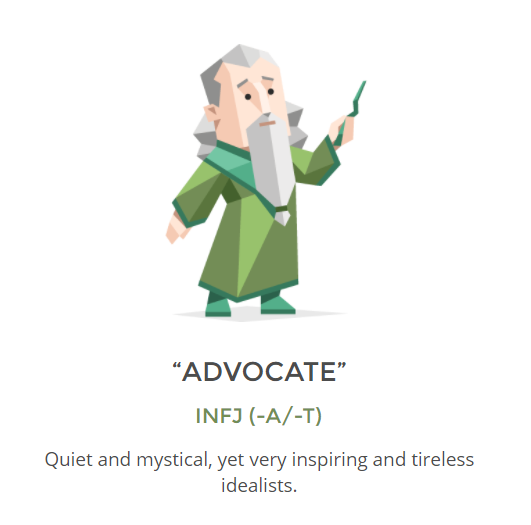 “ADVOCATE”
INFJ (-A/-T)
Quiet and mystical, yet very inspiring and tireless
idealists.